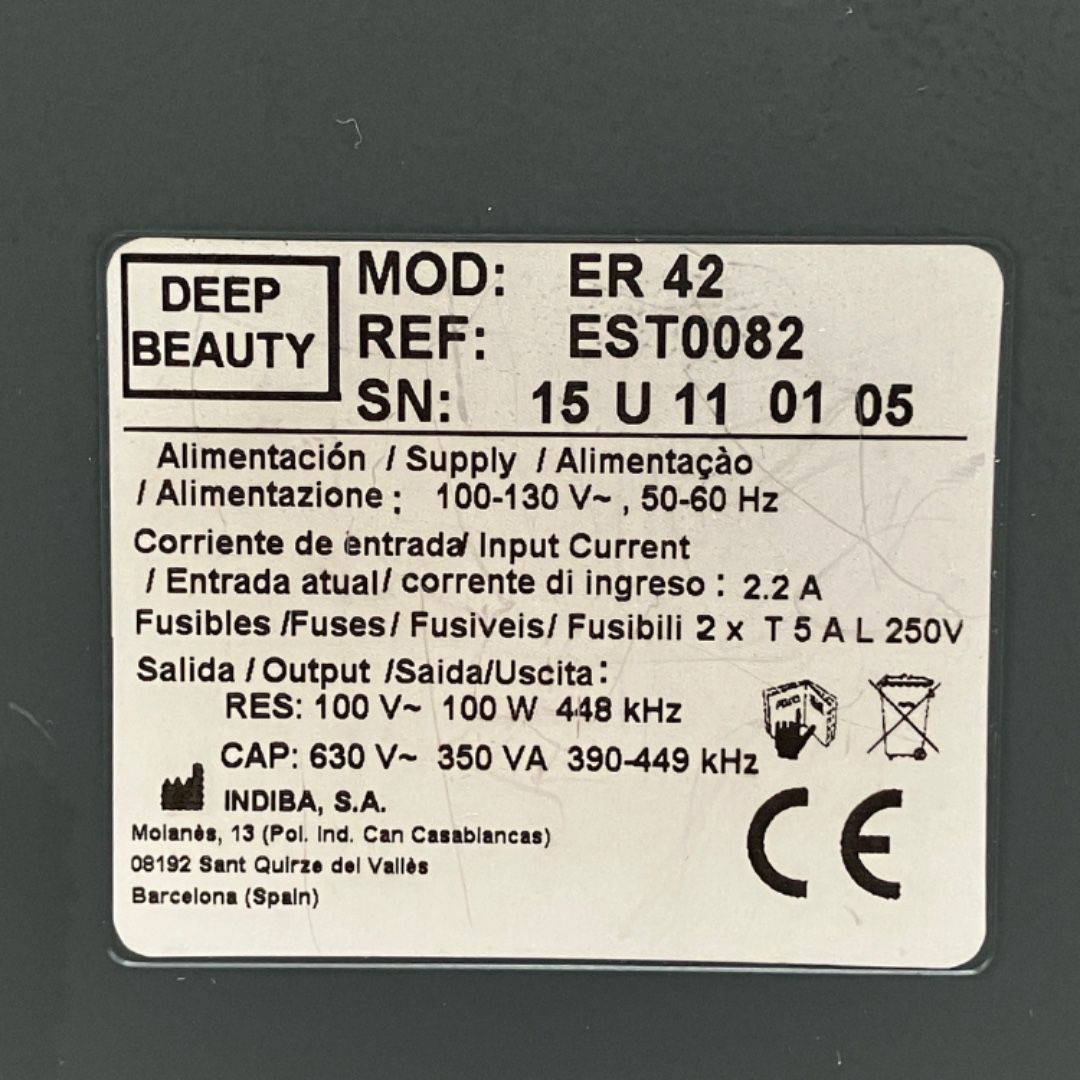 DEEP
BEAUTY
MOD: ER 42
REF: EST0082
SN: 15 U 11 01 05
Alimentación / Supply / Alimentaçào
/ Alimentazione : 100-130 V~ , 50-60 Hz
Corriente de entrada/ Input Current
/ Entrada atual/ corrente di ingreso : 2.2 A
Fusibles /Fuses/ Fusiveis/ Fusibili 2 x T 5 A L 250V
Salida / Output /Saida/Uscita :
RES: 100 V~ 100 W 448 kHz
CAP: 630 V~ 350 VA 390-449 kHz
INDIBA, S.A.
Molanès, 13 (Pol. Ind. Can Casablancas)
08192 Sant Quirze del Vallès
Barcelona (Spain)
CE